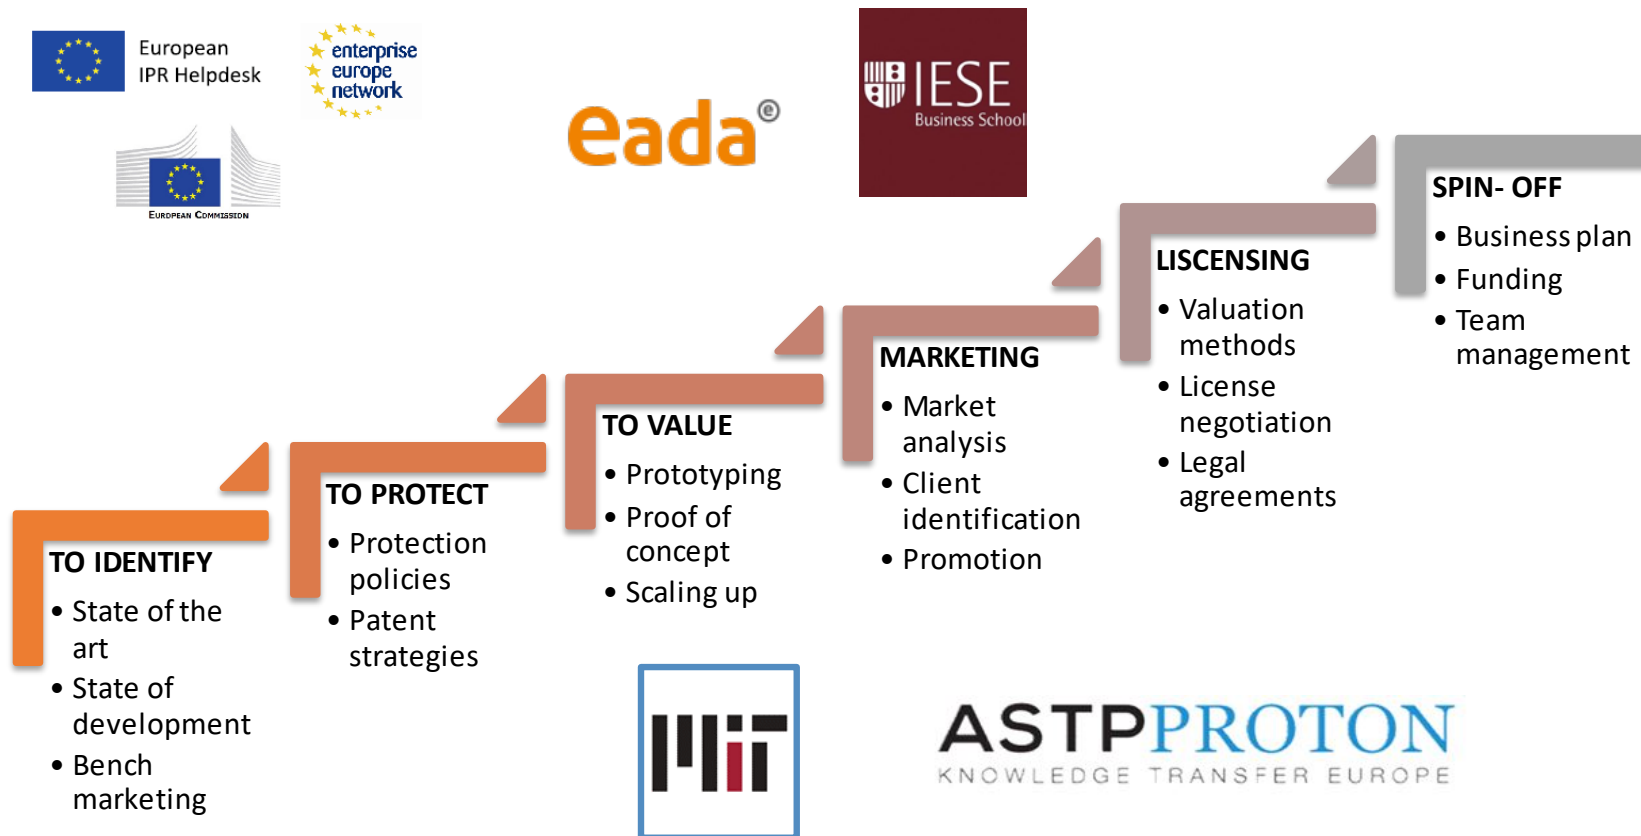 European
IPR Helpdesk
enterprise
europe
network
EUROPEAN COMMISSION
eada®
IESE
Business School
TO IDENTIFY
• State of the
art
• State of
development
• Bench
marketing
TO PROTECT
• Protection
policies
• Patent
strategies
TO VALUE
• Prototyping
• Proof of
concept
• Scaling up
MARKETING
• Market
analysis
• Client
identification
• Promotion
LISCENSING
• Valuation
methods
• License
negotiation
• Legal
agreements
SPIN- OFF
• Business plan
• Funding
• Team
management
MIT
ASTPPROTON
KNOWLEDGE TRANSFER EUROPE